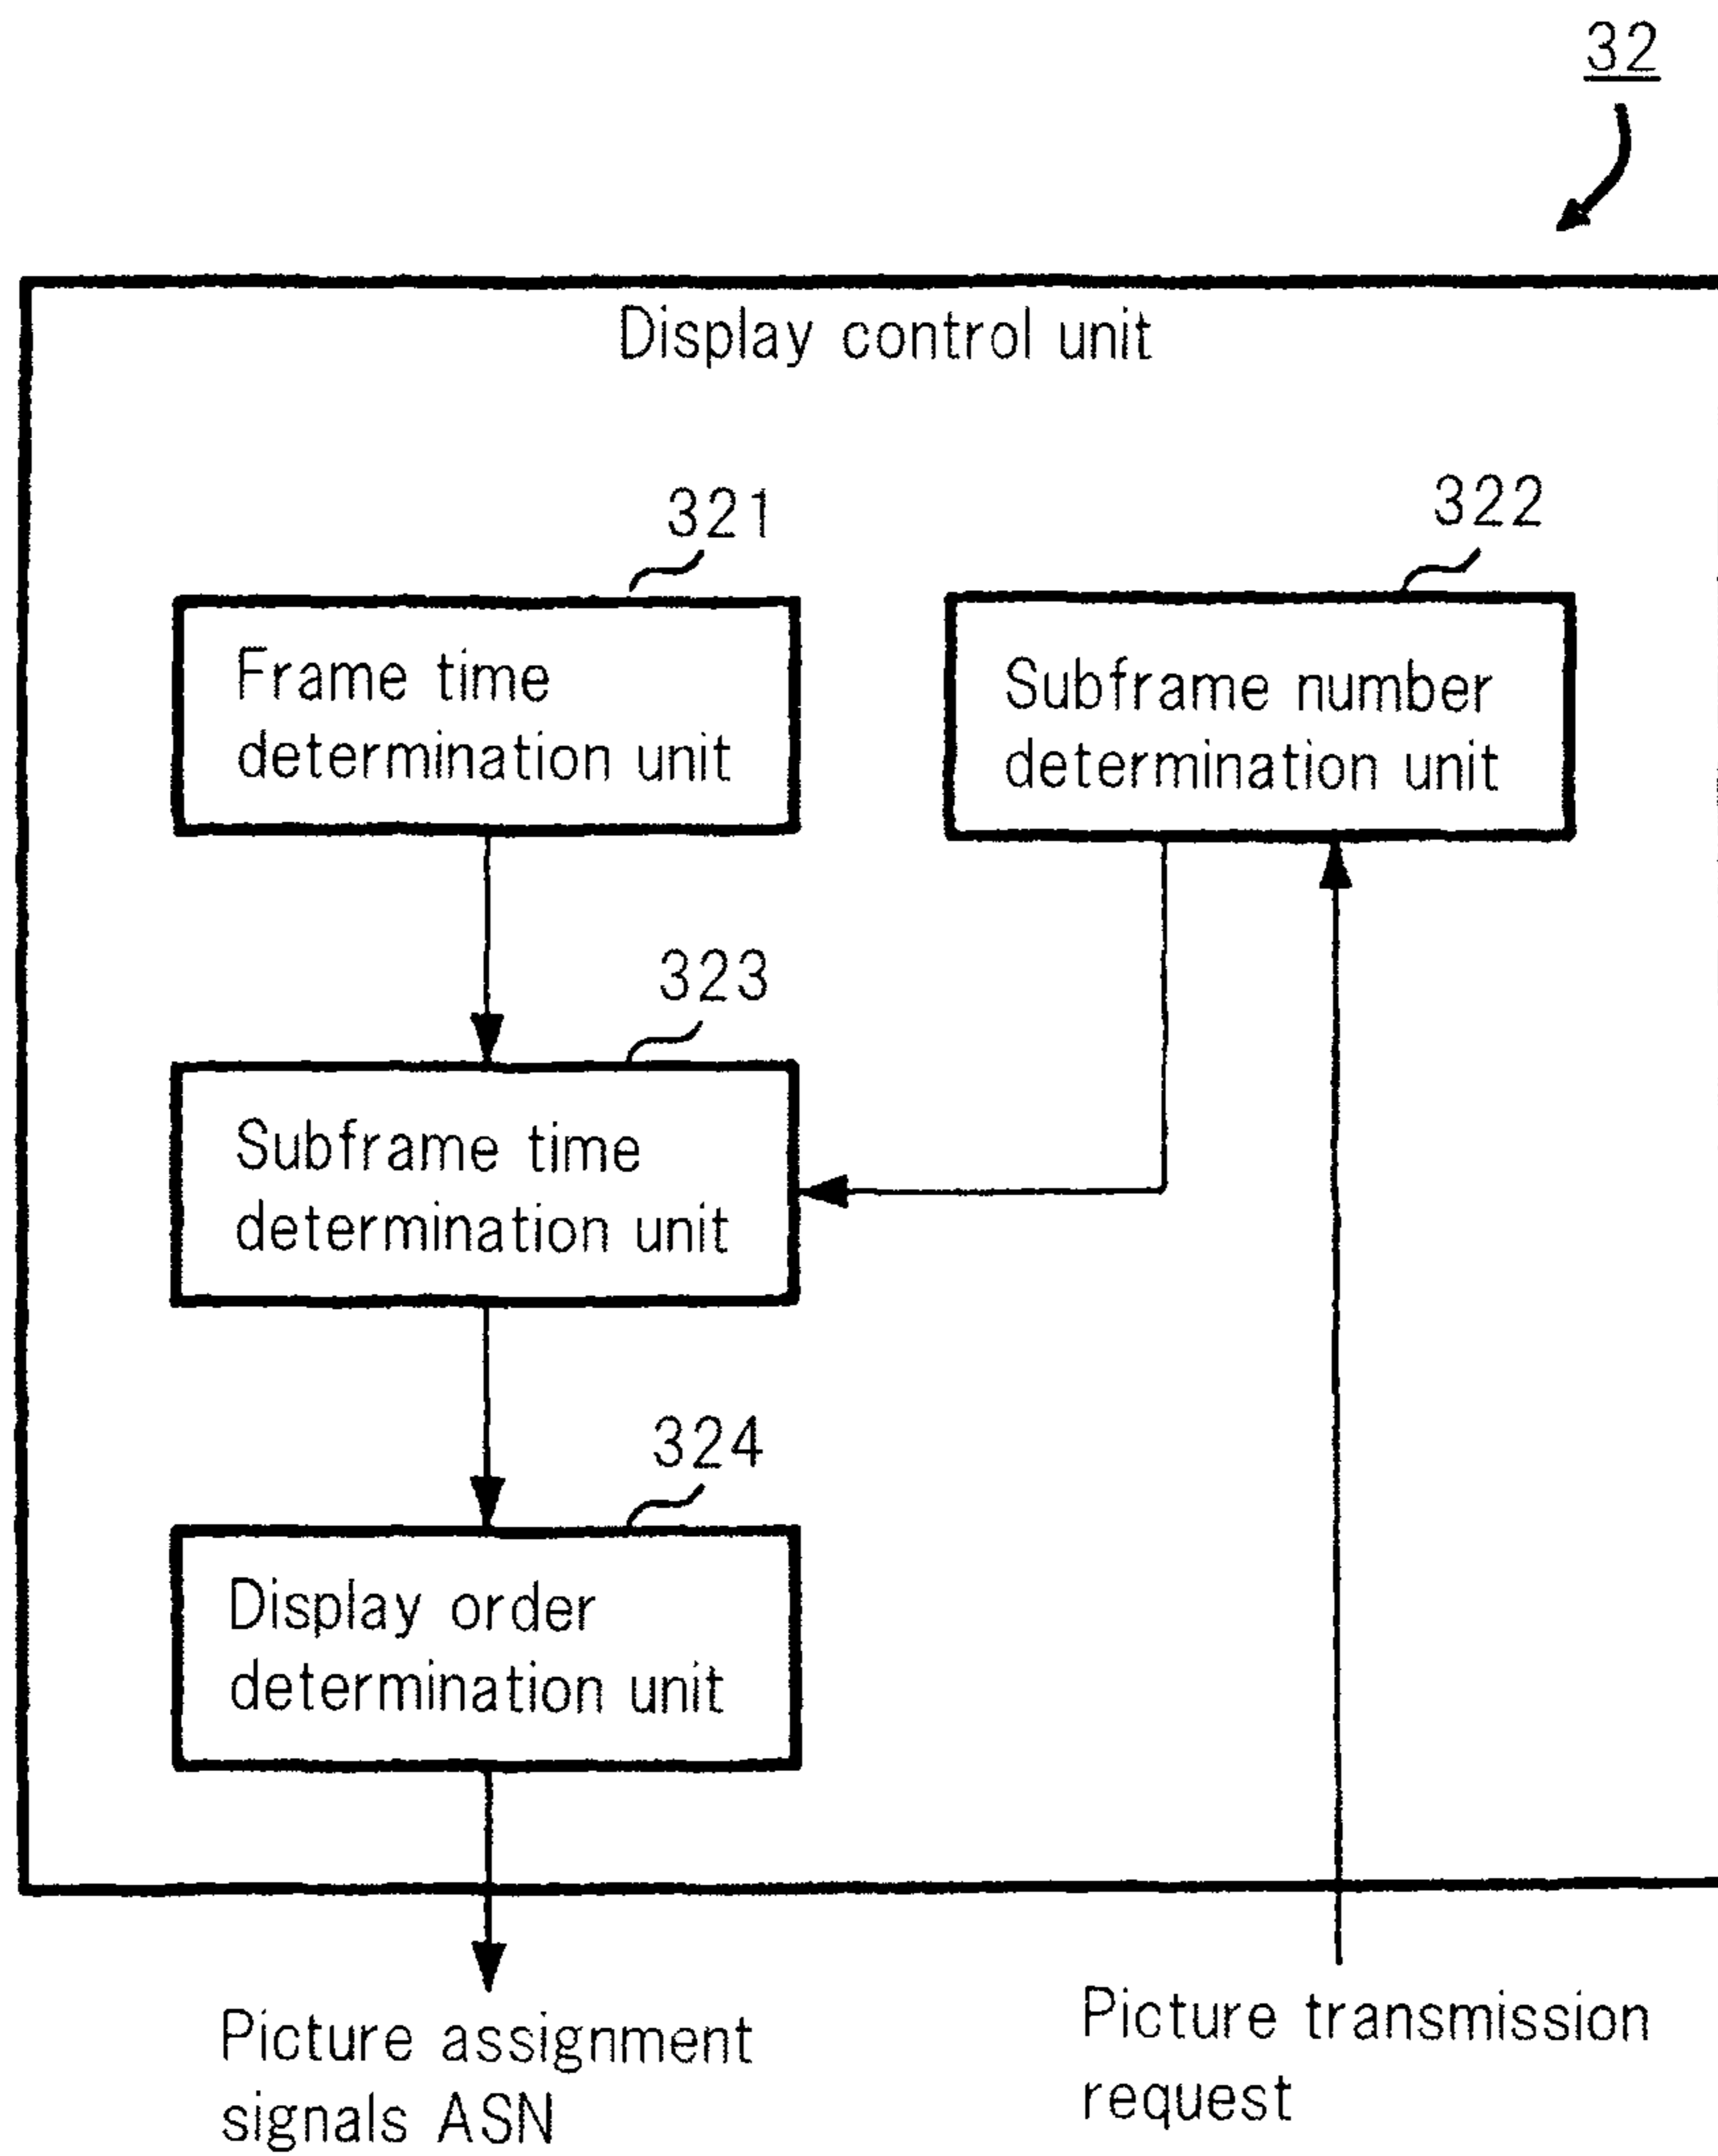 32
Display control unit
321
322
Frame time
determination unit
Subframe number
determination unit
323
Subframe time
determination unit
324
Display order
determination unit
Picture assignment
signals ASN
Picture transmission
request